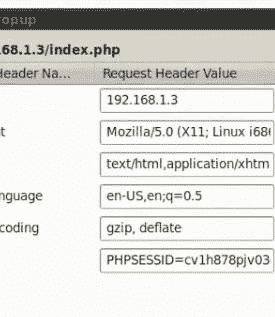 opup
68.1.3/index.php
Header Na... Request Header Value
192.168.1.3
t Mozilla/5.0 (X11; Linux i68
text/html,application/xhtm
nguage en-US,en;q=0.5
coding gzip, deflate
PHPSESSID=cv1h878pjv03